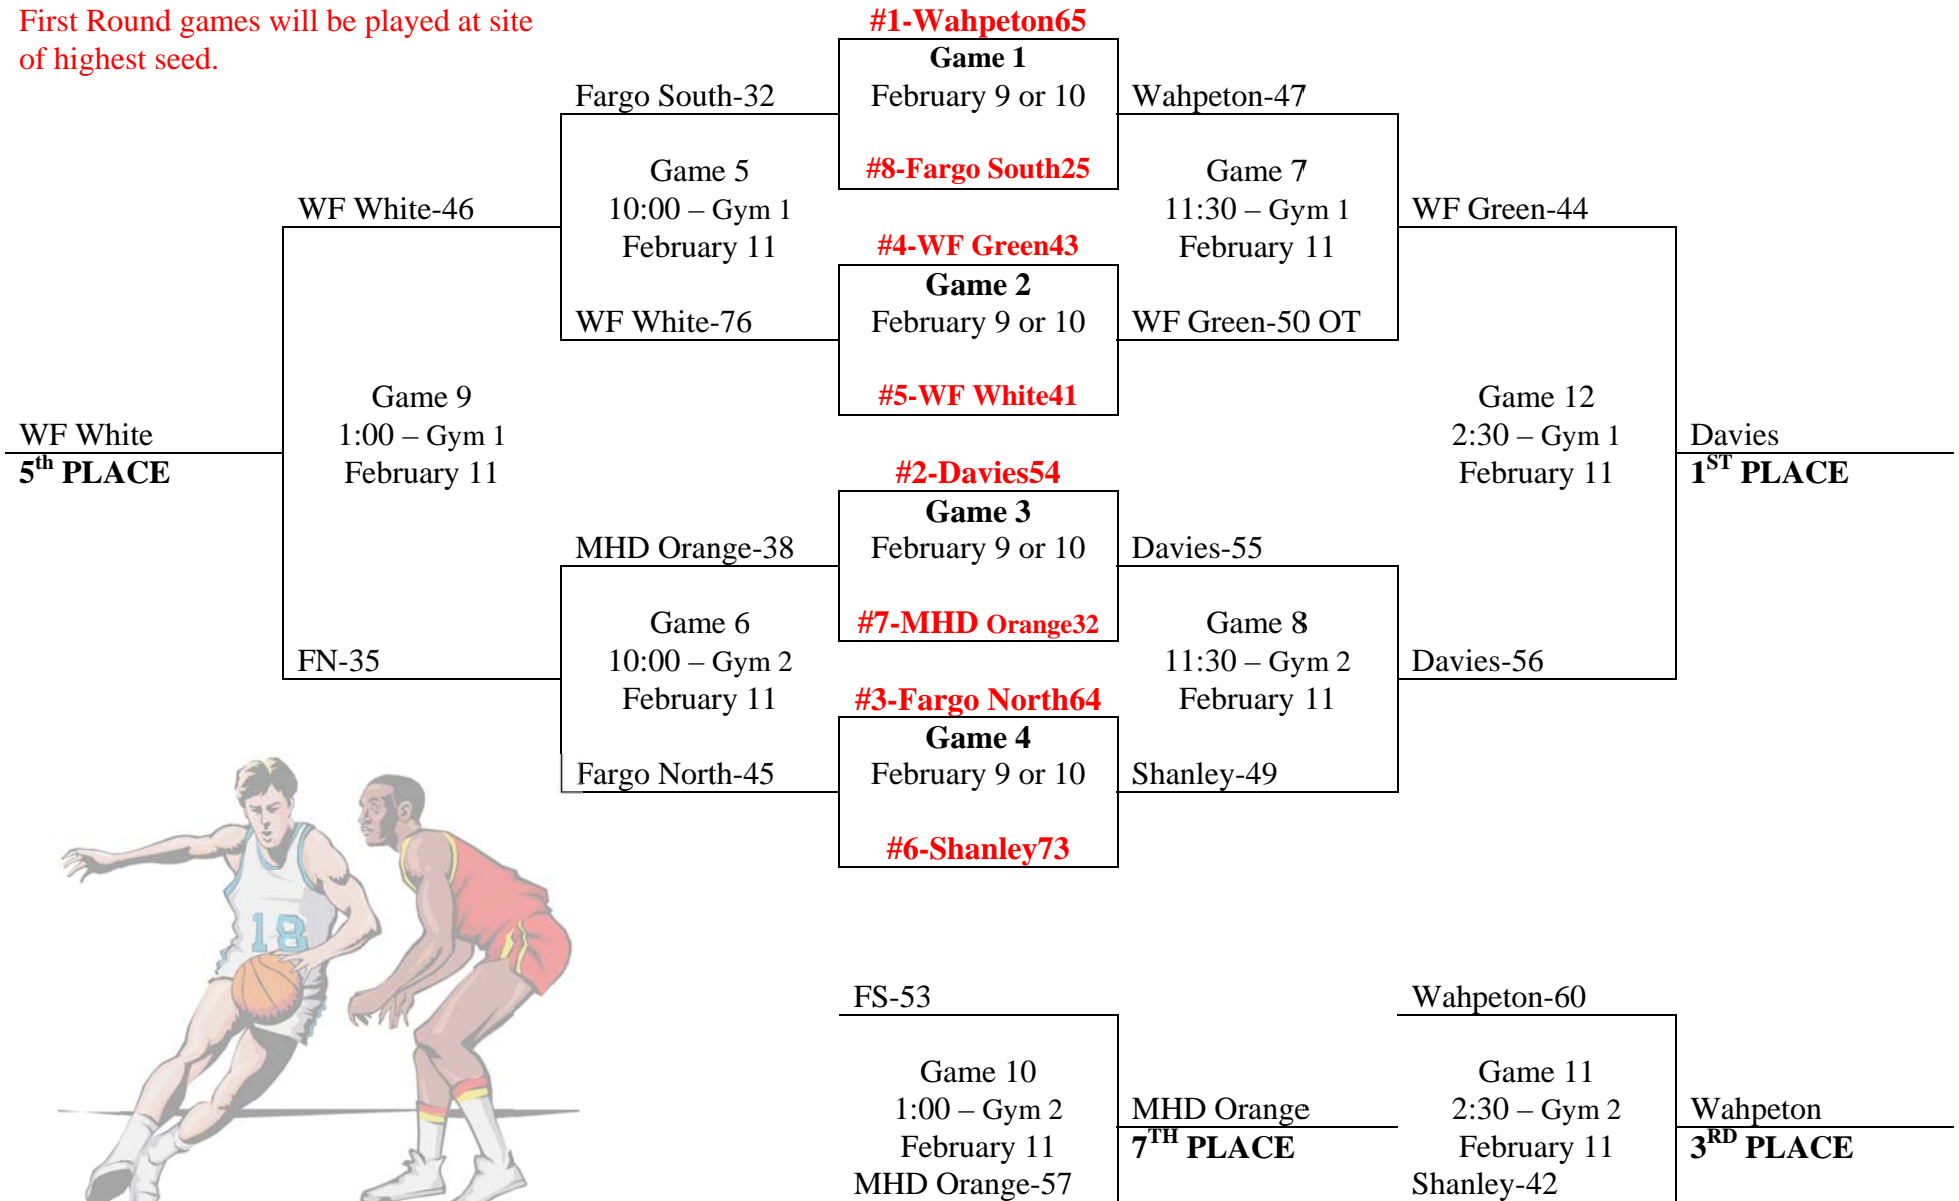 First Round games will be played at site
of highest seed.
#1-Wahpeton65
Game 1
February 9 or 10
#8-Fargo South25
Fargo South-32
Wahpeton-47
Game 5
10:00 – Gym 1
February 11
Game 7
11:30 – Gym 1
February 11
WF White-46
WF Green-44
#4-WF Green43
Game 2
February 9 or 10
#5-WF White41
WF White-76
WF Green-50 OT
Game 9
1:00 – Gym 1
February 11
Game 12
2:30 – Gym 1
February 11
WF White
5th PLACE
Davies
1ST PLACE
#2-Davies54
Game 3
February 9 or 10
#7-MHD Orange32
MHD Orange-38
Davies-55
Game 6
10:00 – Gym 2
February 11
Game 8
11:30 – Gym 2
February 11
FN-35
Davies-56
#3-Fargo North64
Game 4
February 9 or 10
#6-Shanley73
Fargo North-45
Shanley-49
18
FS-53
Game 10
1:00 – Gym 2
February 11
MHD Orange-57
MHD Orange
7TH PLACE
Wahpeton-60
Game 11
2:30 – Gym 2
February 11
Shanley-42
Wahpeton
3RD PLACE